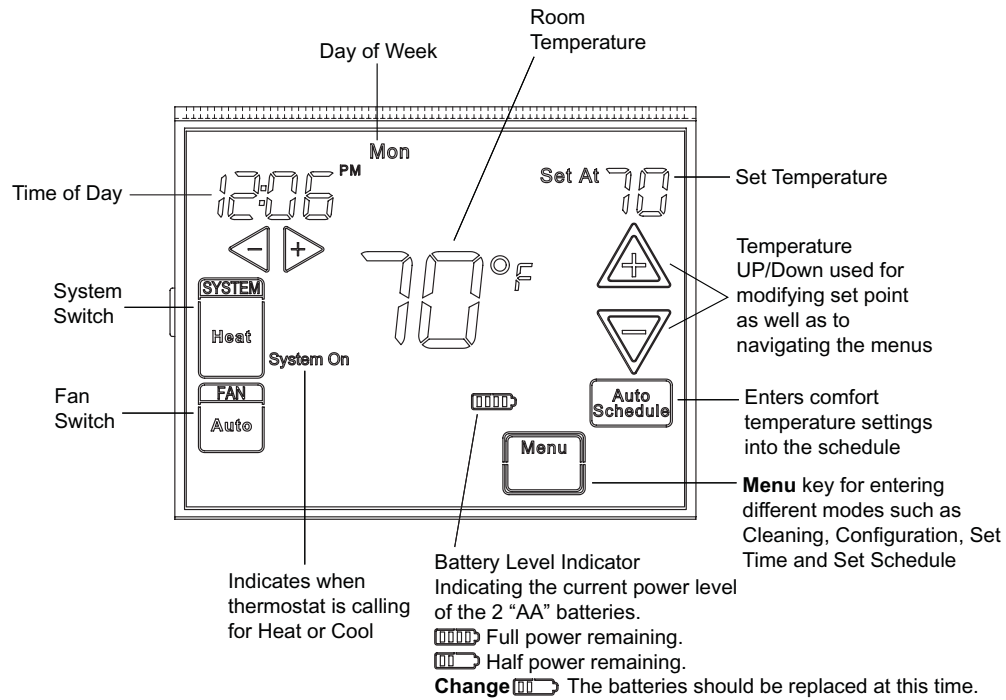 Room
Temperature
Day of Week
Mon
12:06 PM
Time of Day
Set At 70
Set Temperature
- +
70°F
+
Temperature
UP/Down used for
modifying set point
as well as to
navigating the menus
-
System
Switch
SYSTEM
Heat
System On
Fan
Switch
FAN
Auto
Auto
Schedule
Enters comfort
temperature settings
into the schedule
Menu
Menu key for entering
different modes such as
Cleaning, Configuration, Set
Time and Set Schedule
Indicates when
thermostat is calling
for Heat or Cool
Battery Level Indicator
Indicating the current power level
of the 2 “AA” batteries.
Full power remaining.
Half power remaining.
Change The batteries should be replaced at this time.